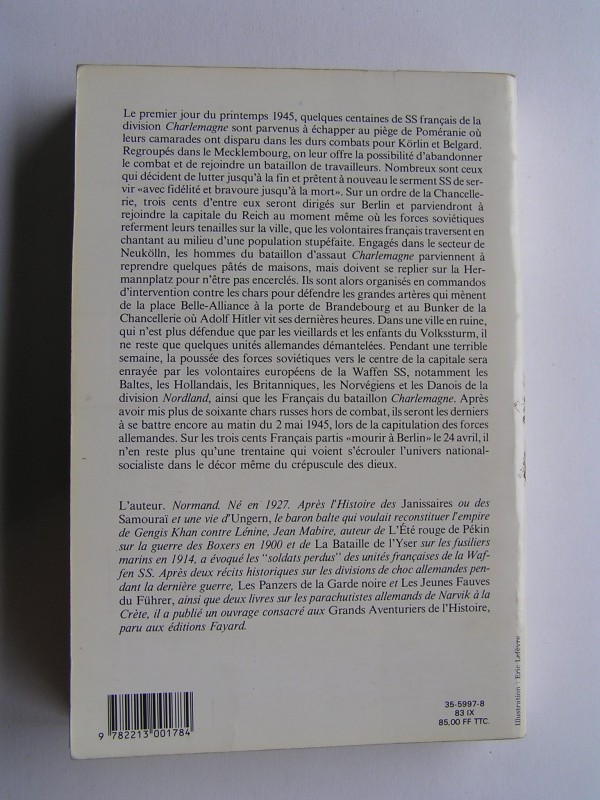 Le premier jour du printemps 1945, quelques centaines de SS français de la
division Charlemagne sont parvenus à échapper au piège de Poméranie où
leurs camarades ont disparu dans les durs combats pour Körlin et Belgard.
Regroupés dans le Mecklembourg, on leur offre la possibilité d'abandonner
le combat et de rejoindre un bataillon de travailleurs. Nombreux sont ceux
qui décident de lutter jusqu'à la fin et prêtent à nouveau le serment SS de ser-
vir «avec fidélité et bravoure jusqu'à la mort». Sur un ordre de la Chancelle-
rie, trois cents d'entre eux seront dirigés sur Berlin et parviendront à
rejoindre la capitale du Reich au moment même où les forces soviétiques
referment leurs tenailles sur la ville, que les volontaires français traversent en
chantant au milieu d'une population stupéfaite. Engagés dans le secteur de
Neukölln, les hommes du bataillon d'assaut Charlemagne parviennent à
reprendre quelques pâtés de maisons, mais doivent se replier sur la Her-
mannplatz pour n'être pas encerclés. Ils sont alors organisés en commandos
d'intervention contre les chars pour défendre les grandes artères qui mènent
de la place Belle-Alliance à la porte de Brandebourg et au Bunker de la
Chancellerie où Adolf Hitler vit ses dernières heures. Dans une ville en ruine,
qui n'est plus défendue que par les vieillards et les enfants du Volkssturm, il
ne reste que quelques unités allemandes démantelées. Pendant une terrible
semaine, la poussée des forces soviétiques vers le centre de la capitale sera
enrayée par les volontaires européens de la Waffen SS, notamment les
Baltes, les Hollandais, les Britanniques, les Norvégiens et les Danois de la
division Nordland, ainsi que les Français du bataillon Charlemagne. Après
avoir mis plus de soixante chars russes hors de combat, ils seront les derniers
à se battre encore au matin du 2 mai 1945, lors de la capitulation des forces
allemandes. Sur les trois cents Français partis «mourir à Berlin» le 24 avril, il
n'en reste plus qu'une trentaine qui voient s'écrouler l'univers national-
socialiste dans le décor même du crépuscule des dieux.
L'auteur. Normand. Né en 1927. Après l'Histoire des Janissaires ou des
Samouraï et une vie d'Ungern, le baron balte qui voulait reconstituer l'empire
de Gengis Khan contre Lénine, Jean Mabire, auteur de L'Été rouge de Pékin
sur la guerre des Boxers en 1900 et de La Bataille de l'Yser sur les fusiliers
marins en 1914, a évoqué les "soldats perdus" des unités françaises de la Waf-
fen SS. Après deux récits historiques sur les divisions de choc allemandes pen-
dant la dernière guerre, Les Panzers de la Garde noire et Les Jeunes Fauves
du Führer, ainsi que deux livres sur les parachutistes allemands de Narvik à la
Crète, il a publié un ouvrage consacré aux Grands Aventuriers de l'Histoire,
paru aux éditions Fayard.
Illustration : Eric Lefèvre
9 782213 001784
35-5997-8
83 IX
85,00 FF TTC.